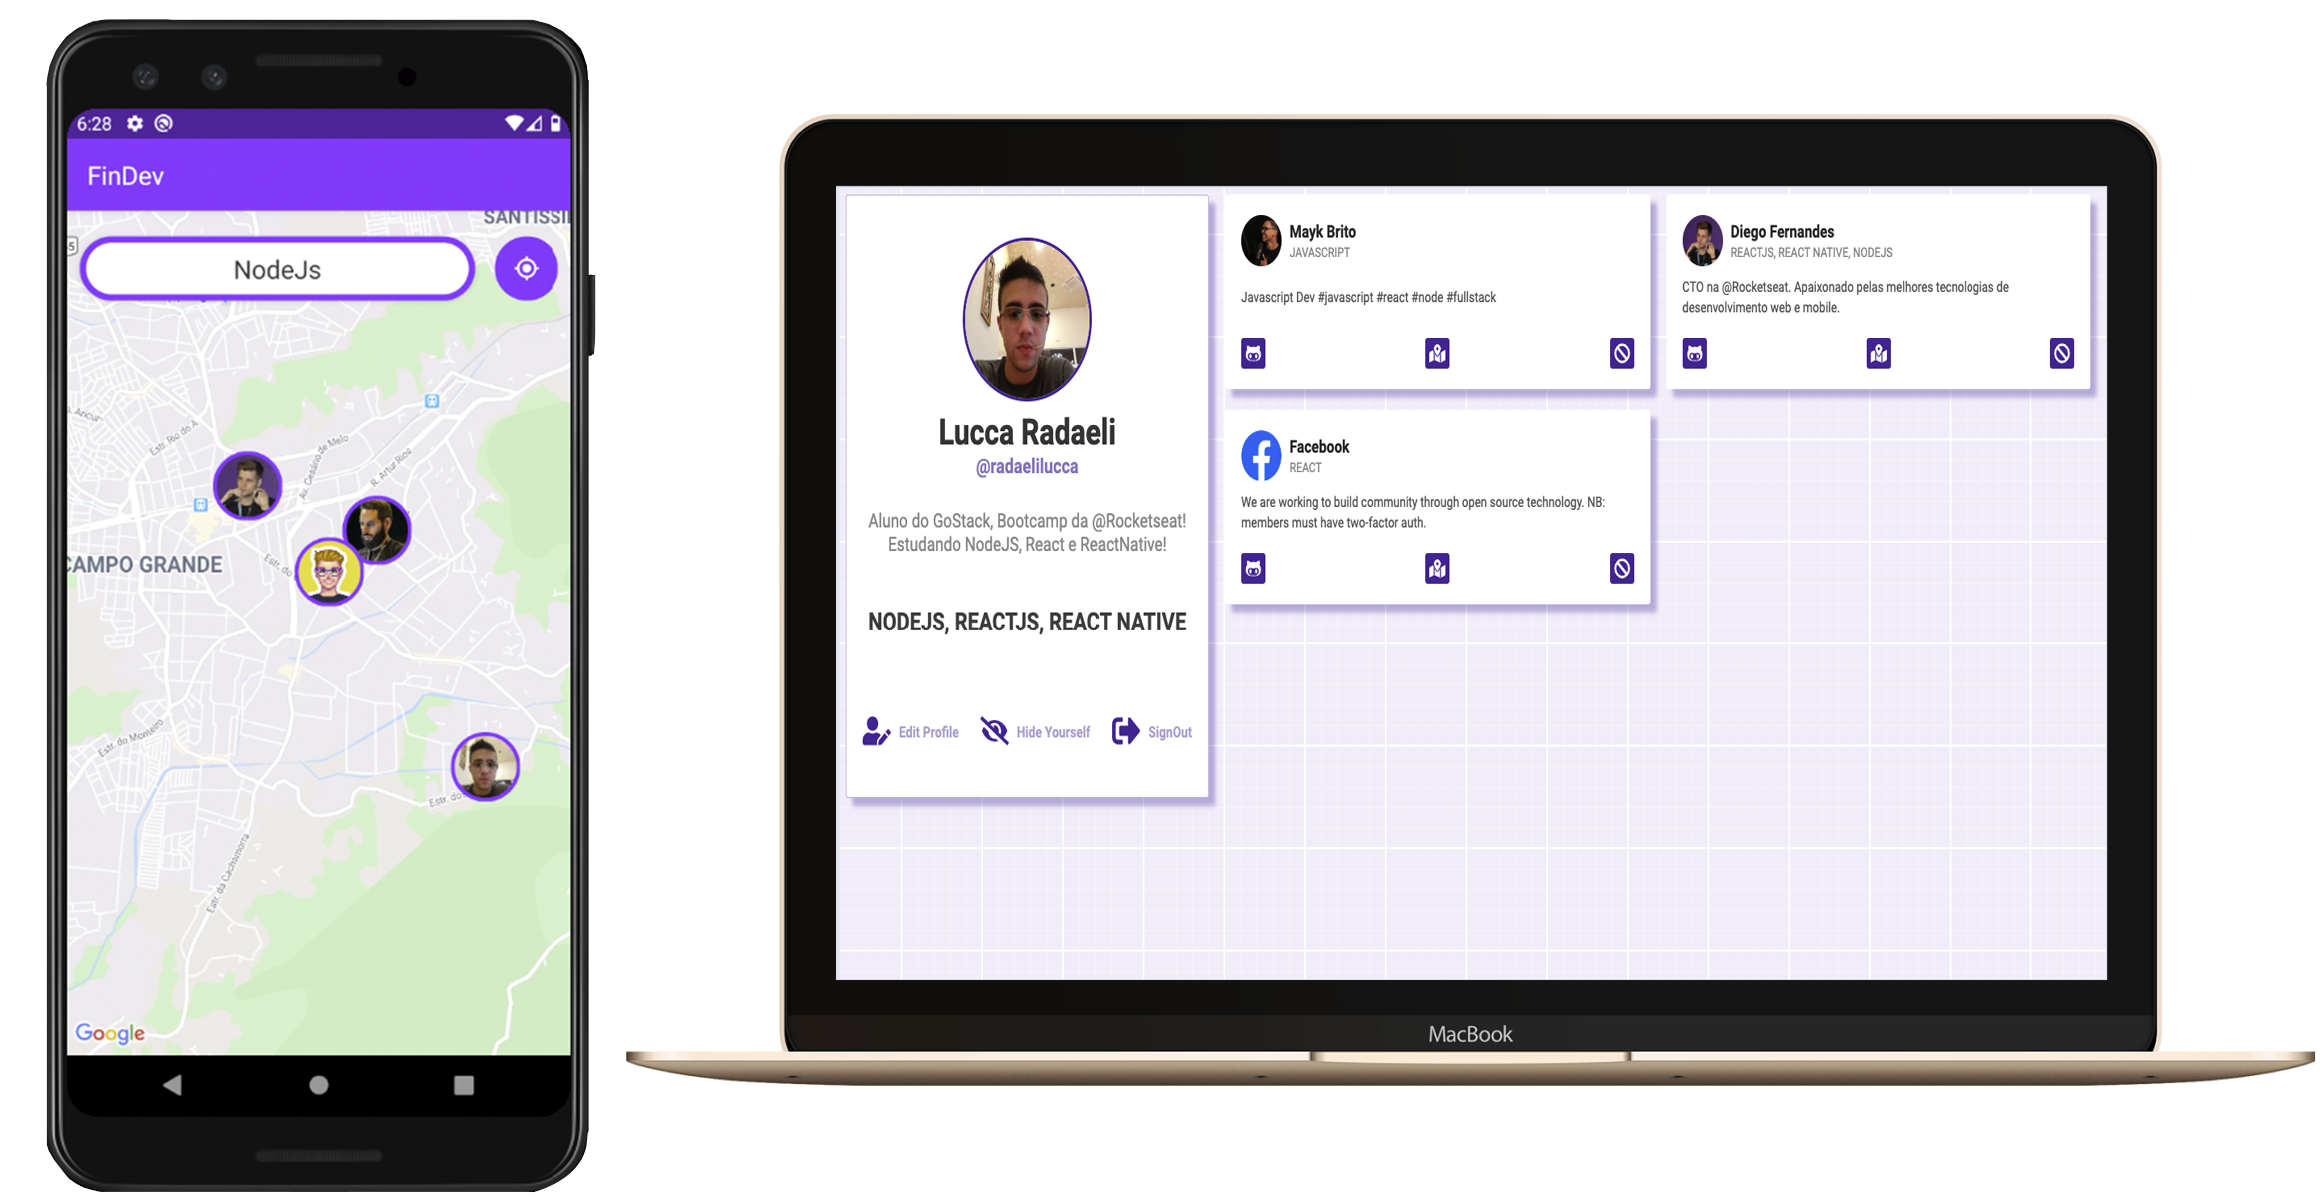 6:28
FinDev
SANTISSI
5
NodeJs
Ancur
Estr. Rio do A
Av. Cesário de Melo
R. Artur Rios
CAMPO GRANDE
Estr. do
Estr. do Monteiro
Estr. do
Estr. da Cachamorra
Google
Lucca Radaeli
@radaelilucca
Aluno do GoStack, Bootcamp da @Rocketseat!
Estudando NodeJS, React e ReactNative!
NODEJS, REACTJS, REACT NATIVE
Edit Profile
Hide Yourself
SignOut
Mayk Brito
JAVASCRIPT
Javascript Dev #javascript #react #node #fullstack
Diego Fernandes
REACTJS, REACT NATIVE, NODEJS
CTO na @Rocketseat. Apaixonado pelas melhores tecnologias de
desenvolvimento web e mobile.
Facebook
REACT
We are working to build community through open source technology. NB:
members must have two-factor auth.
MacBook